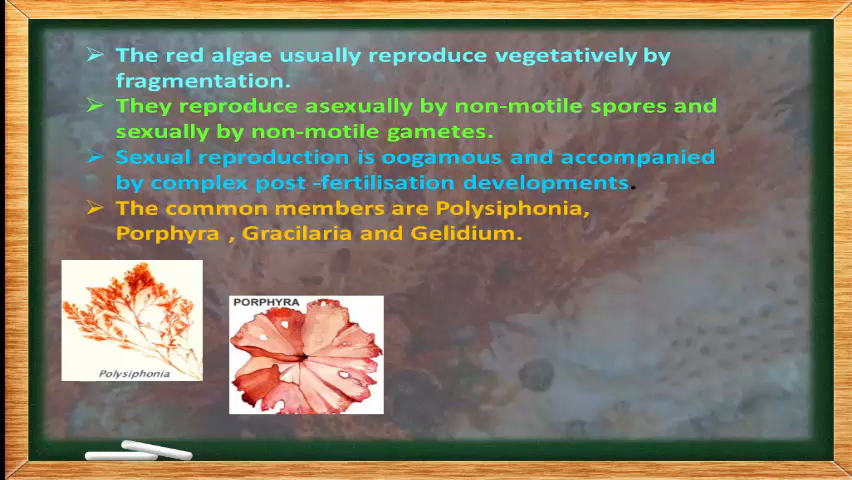 The red algae usually reproduce vegetatively by
fragmentation.
They reproduce asexually by non-motile spores and
sexually by non-motile gametes.
Sexual reproduction is oogamous and accompanied
by complex post -fertilisation developments.
The common members are Polysiphonia,
Porphyra , Gracilaria and Gelidium.
Polysiphonia
PORPHYRA